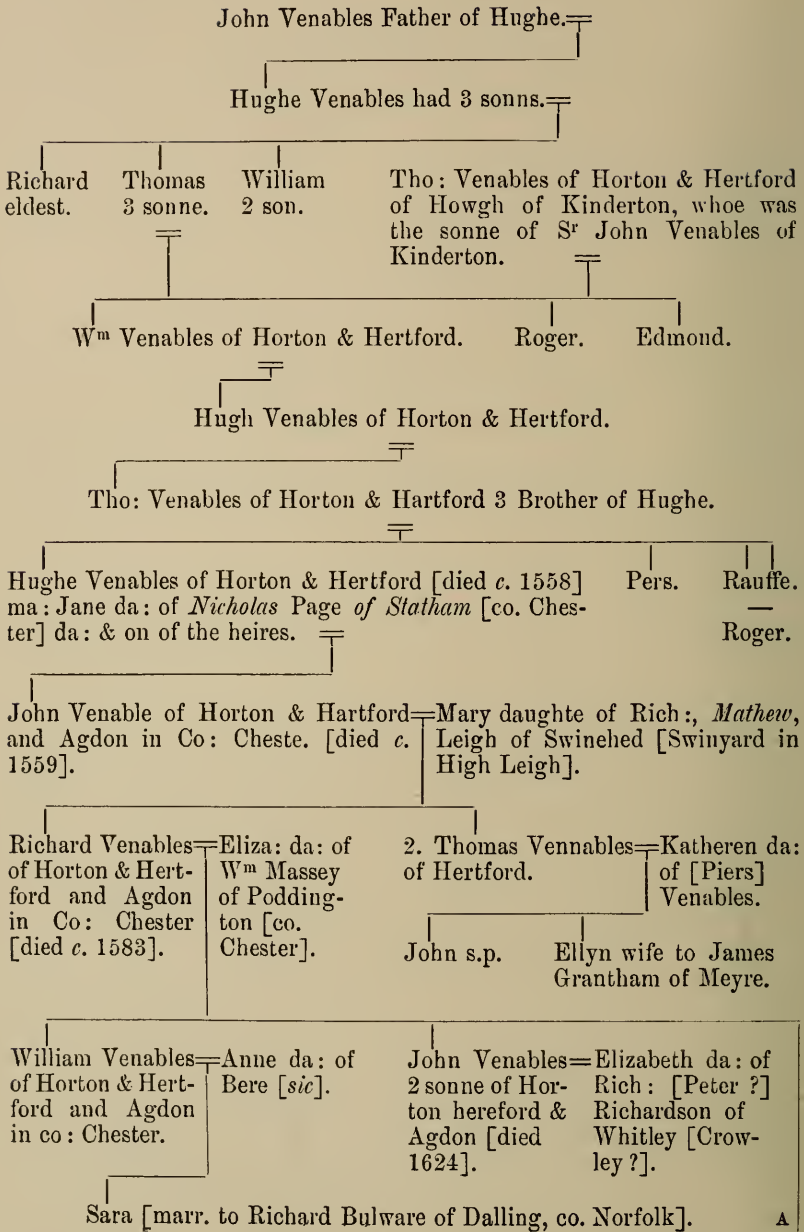 John Venables Father of Hughe.
Hughe Venables had 3 sonns.
Richard
eldest.
Thomas
3 sonne.
William
2 son.
Tho: Venables of Horton & Hertford
of Howgh of Kinderton, whoe was
the sonne of Sʳ John Venables of
Kinderton.
Wᵐ Venables of Horton & Hertford.
Roger.
Edmond.
Hugh Venables of Horton & Hertford.
Tho: Venables of Horton & Hartford 3 Brother of Hughe.
Hughe Venables of Horton & Hertford [died c. 1558]
ma: Jane da: of Nicholas Page of Statham [co. Ches-
ter] da: & on of the heires.
Pers.
Rauffe.
—
Roger.
John Venable of Horton & Hartford
and Agdon in Co: Cheste. [died c.
1559].
Mary daughte of Rich:, Mathew,
Leigh of Swinehed [Swinyard in
High Leigh].
Richard Venables
of Horton & Hert-
ford and Agdon
in Co: Chester
[died c. 1583].
Eliza: da: of
Wᵐ Massey
of Podding-
ton [co.
Chester].
2. Thomas Vennables
of Hertford.
Katheren da:
of [Piers]
Venables.
John s.p.
Ellyn wife to James
Grantham of Meyre.
William Venables
of Horton & Hert-
ford and Agdon
in co: Chester.
Anne da: of
Bere [sic].
John Venables
2 sonne of Hor-
ton hereford &
Agdon [died
1624].
Elizabeth da: of
Rich: [Peter ?]
Richardson of
Whitley [Crow-
ley ?].
Sara [marr. to Richard Bulware of Dalling, co. Norfolk].
A